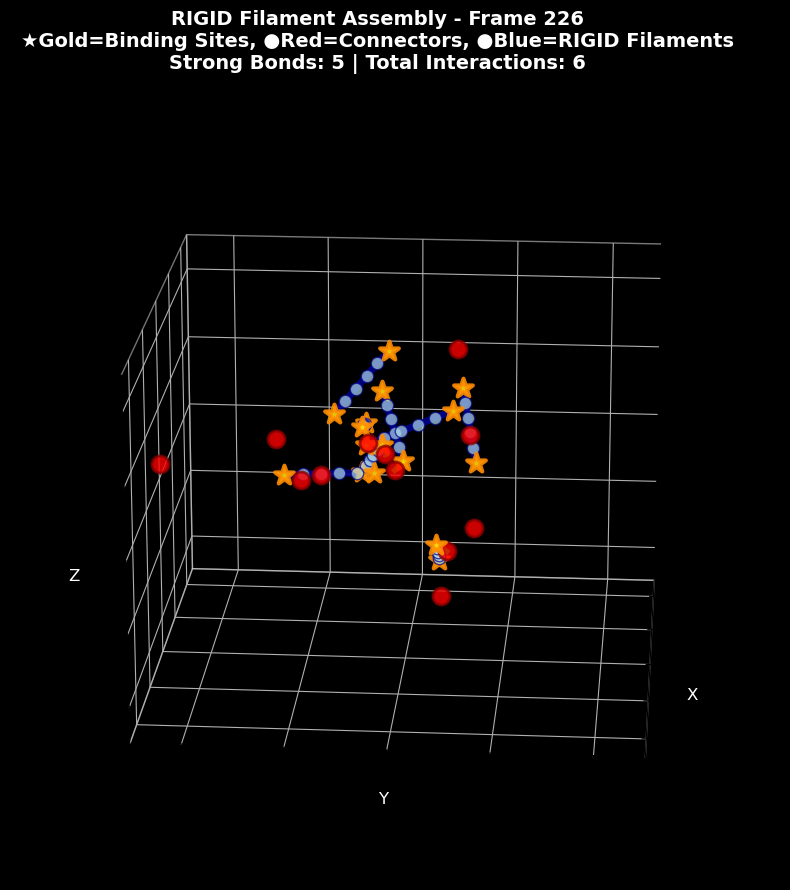 RIGID Filament Assembly - Frame 226
★Gold=Binding Sites, ●Red=Connectors, ●Blue=RIGID Filaments
Strong Bonds: 5 | Total Interactions: 6
Z
X
Y